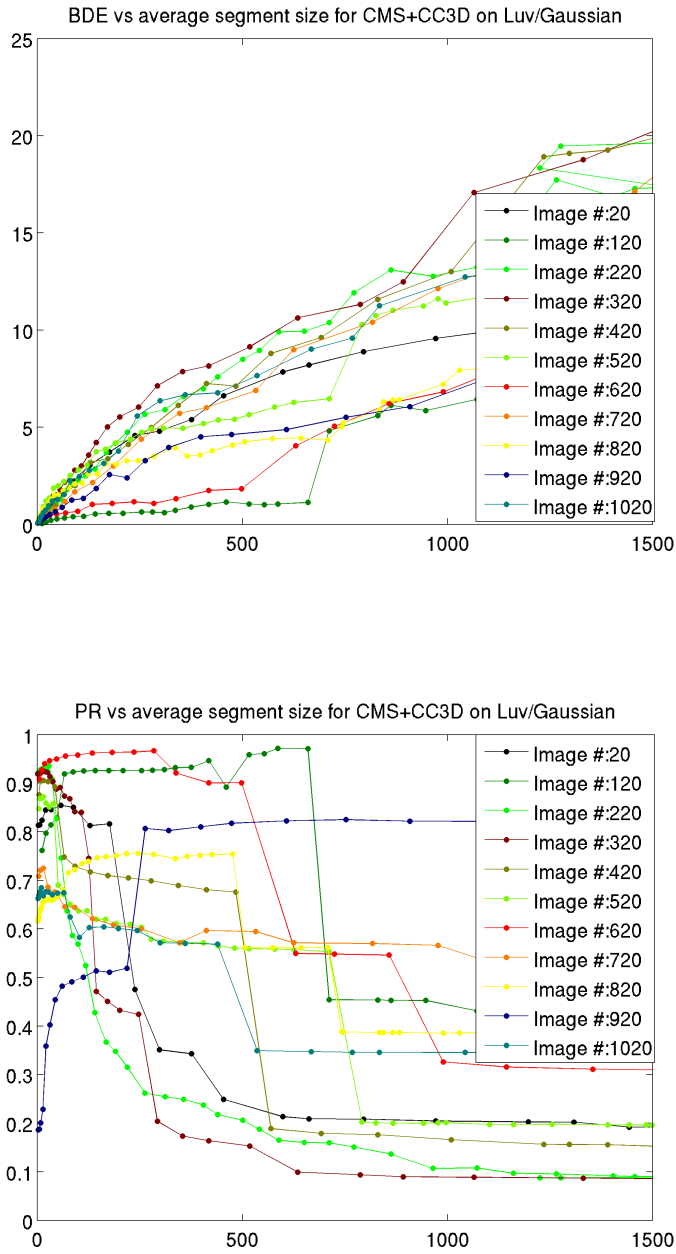 BDE vs average segment size for CMS+CC3D on Luv/Gaussian
25
20
15
10
5
0
0 500 1000 1500
Image #:20
Image #:120
Image #:220
Image #:320
Image #:420
Image #:520
Image #:620
Image #:720
Image #:820
Image #:920
Image #:1020
PR vs average segment size for CMS+CC3D on Luv/Gaussian
1
0.9
0.8
0.7
0.6
0.5
0.4
0.3
0.2
0.1
0
0 500 1000 1500
Image #:20
Image #:120
Image #:220
Image #:320
Image #:420
Image #:520
Image #:620
Image #:720
Image #:820
Image #:920
Image #:1020